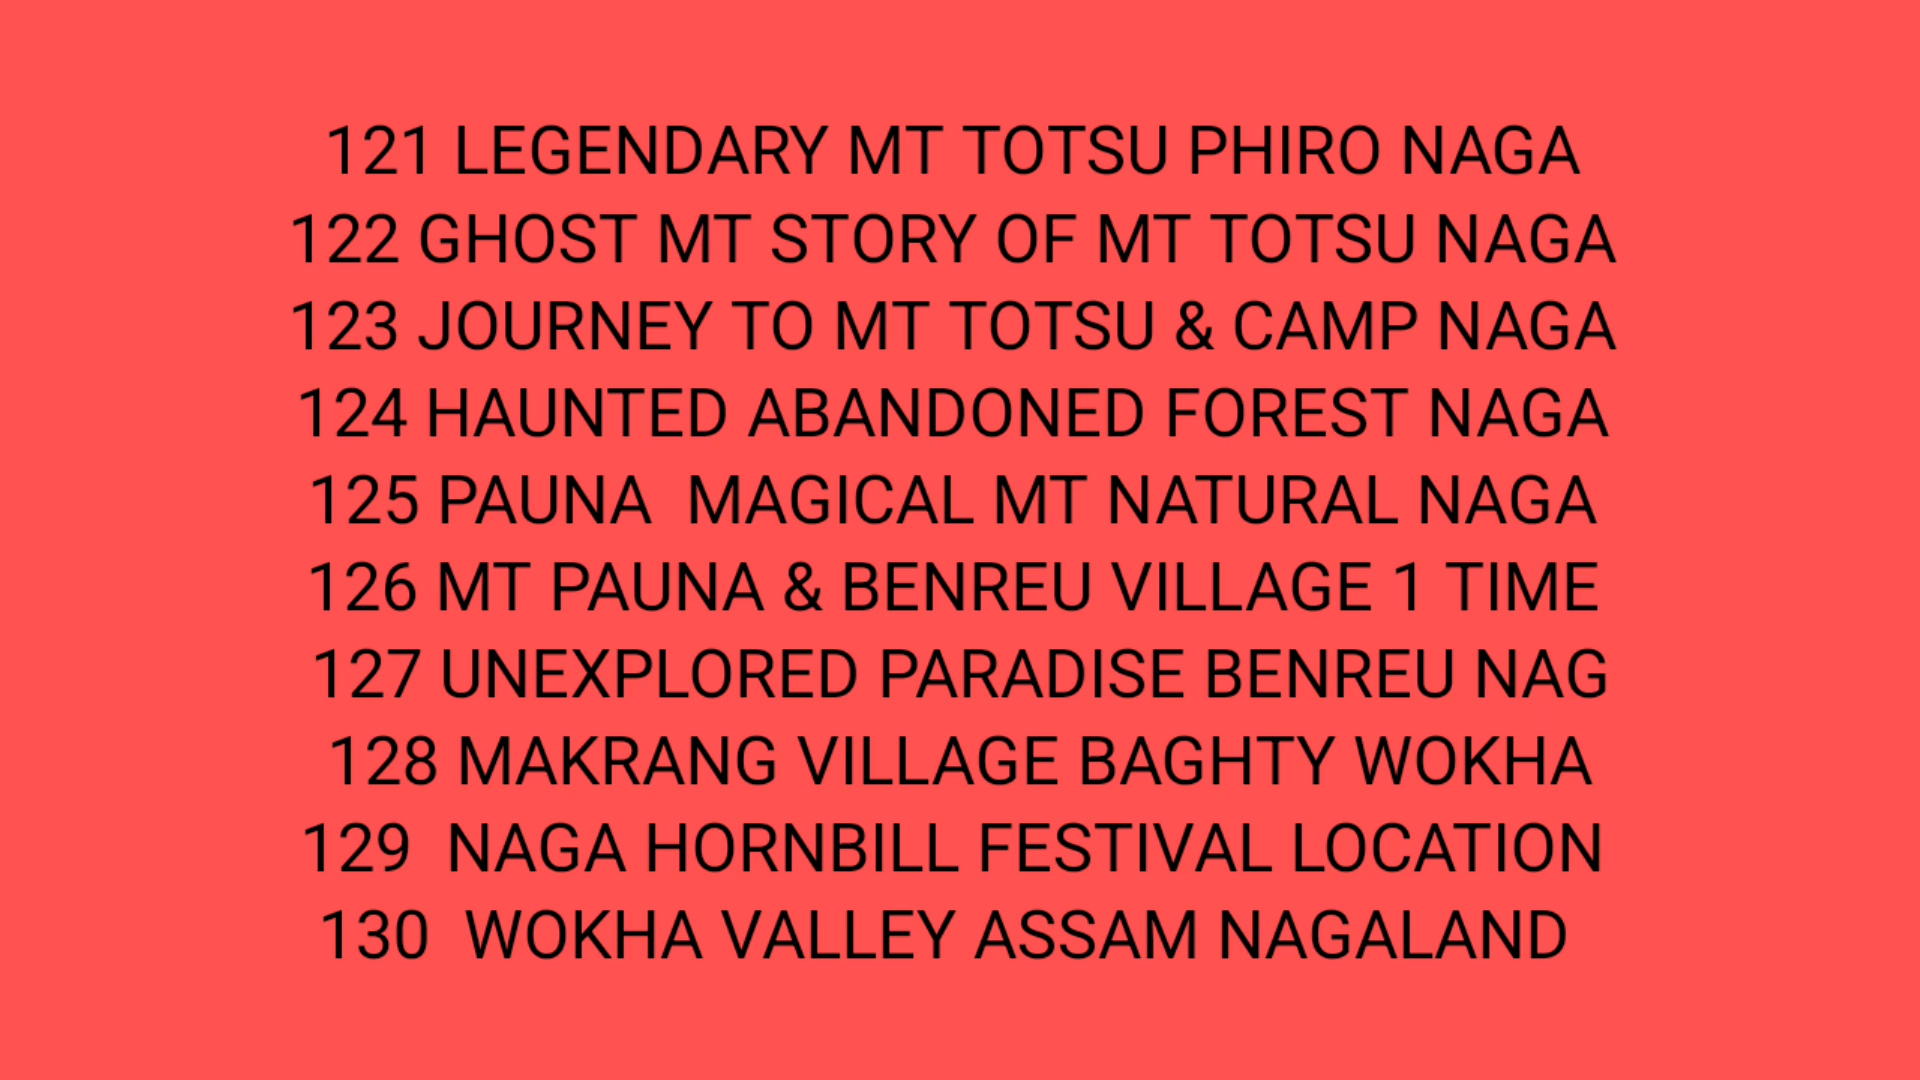 121 LEGENDARY MT TOTSU PHIRO NAGA
122 GHOST MT STORY OF MT TOTSU NAGA
123 JOURNEY TO MT TOTSU & CAMP NAGA
124 HAUNTED ABANDONED FOREST NAGA
125 PAUNA  MAGICAL MT NATURAL NAGA
126 MT PAUNA & BENREU VILLAGE 1 TIME
127 UNEXPLORED PARADISE BENREU NAG
128 MAKRANG VILLAGE BAGHTY WOKHA
129  NAGA HORNBILL FESTIVAL LOCATION
130  WOKHA VALLEY ASSAM NAGALAND